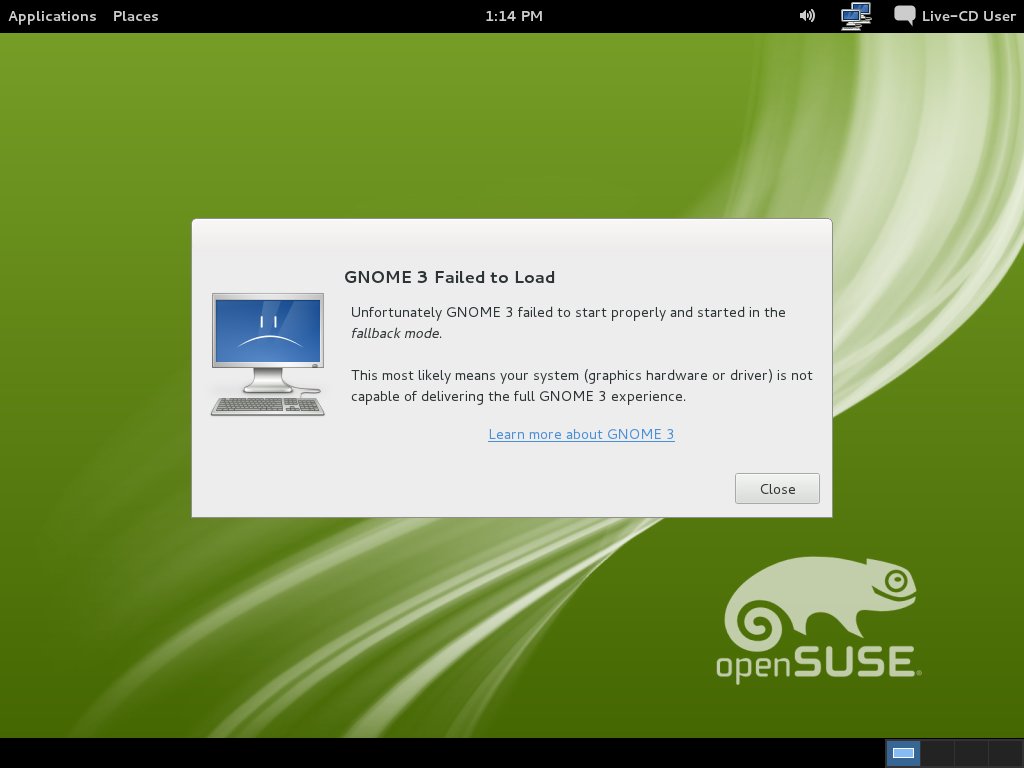 Applications Places 1:14 PM Live-CD User
GNOME 3 Failed to Load
Unfortunately GNOME 3 failed to start properly and started in the
fallback mode.
This most likely means your system (graphics hardware or driver) is not
capable of delivering the full GNOME 3 experience.
Learn more about GNOME 3
Close
openSUSE®